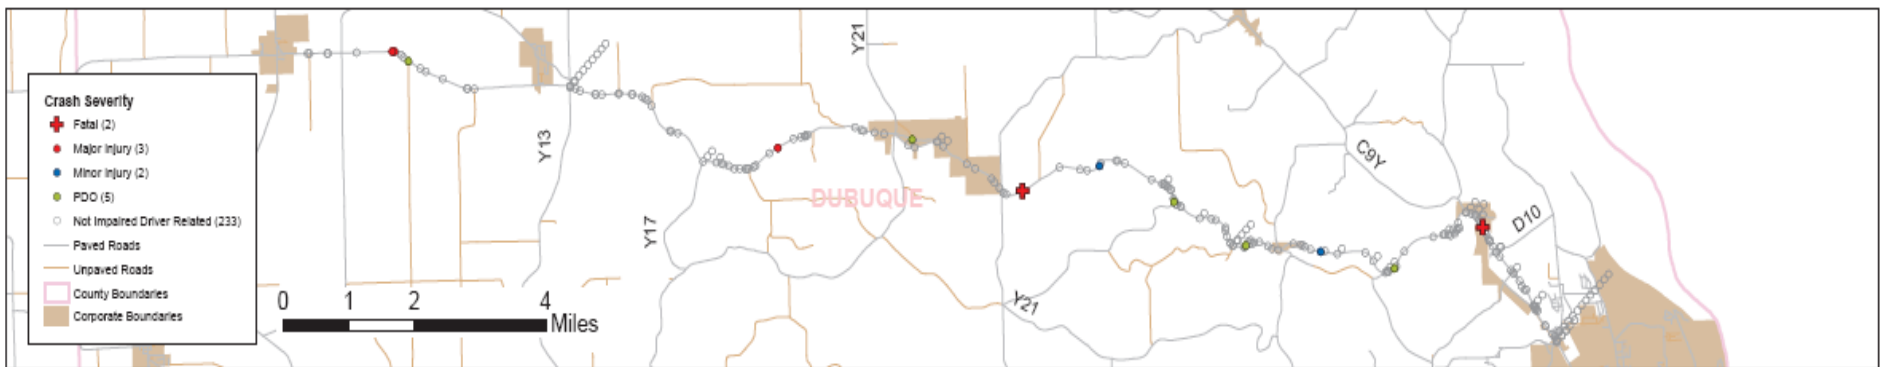 Crash Severity
Fatal (2)
Major Injury (3)
Minor Injury (2)
PDO (5)
Not Impaired Driver Related (233)
Paved Roads
Unpaved Roads
County Boundaries
Corporate Boundaries
0 1 2 4
Miles
Y13
Y17
Y21
DUBUQUE
Y21
C9Y
D10